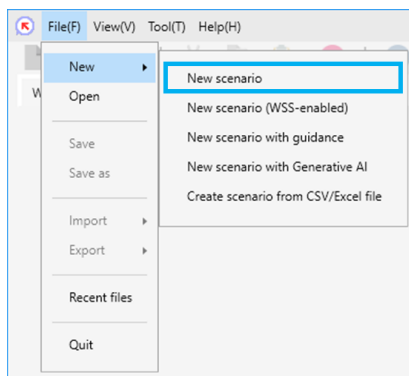 File(F) View(V) Tool(T) Help(H)
New
New scenario
Open
New scenario (WSS-enabled)
New scenario with guidance
Save
New scenario with Generative AI
Save as
Create scenario from CSV/Excel file
Import
Export
Recent files
Quit